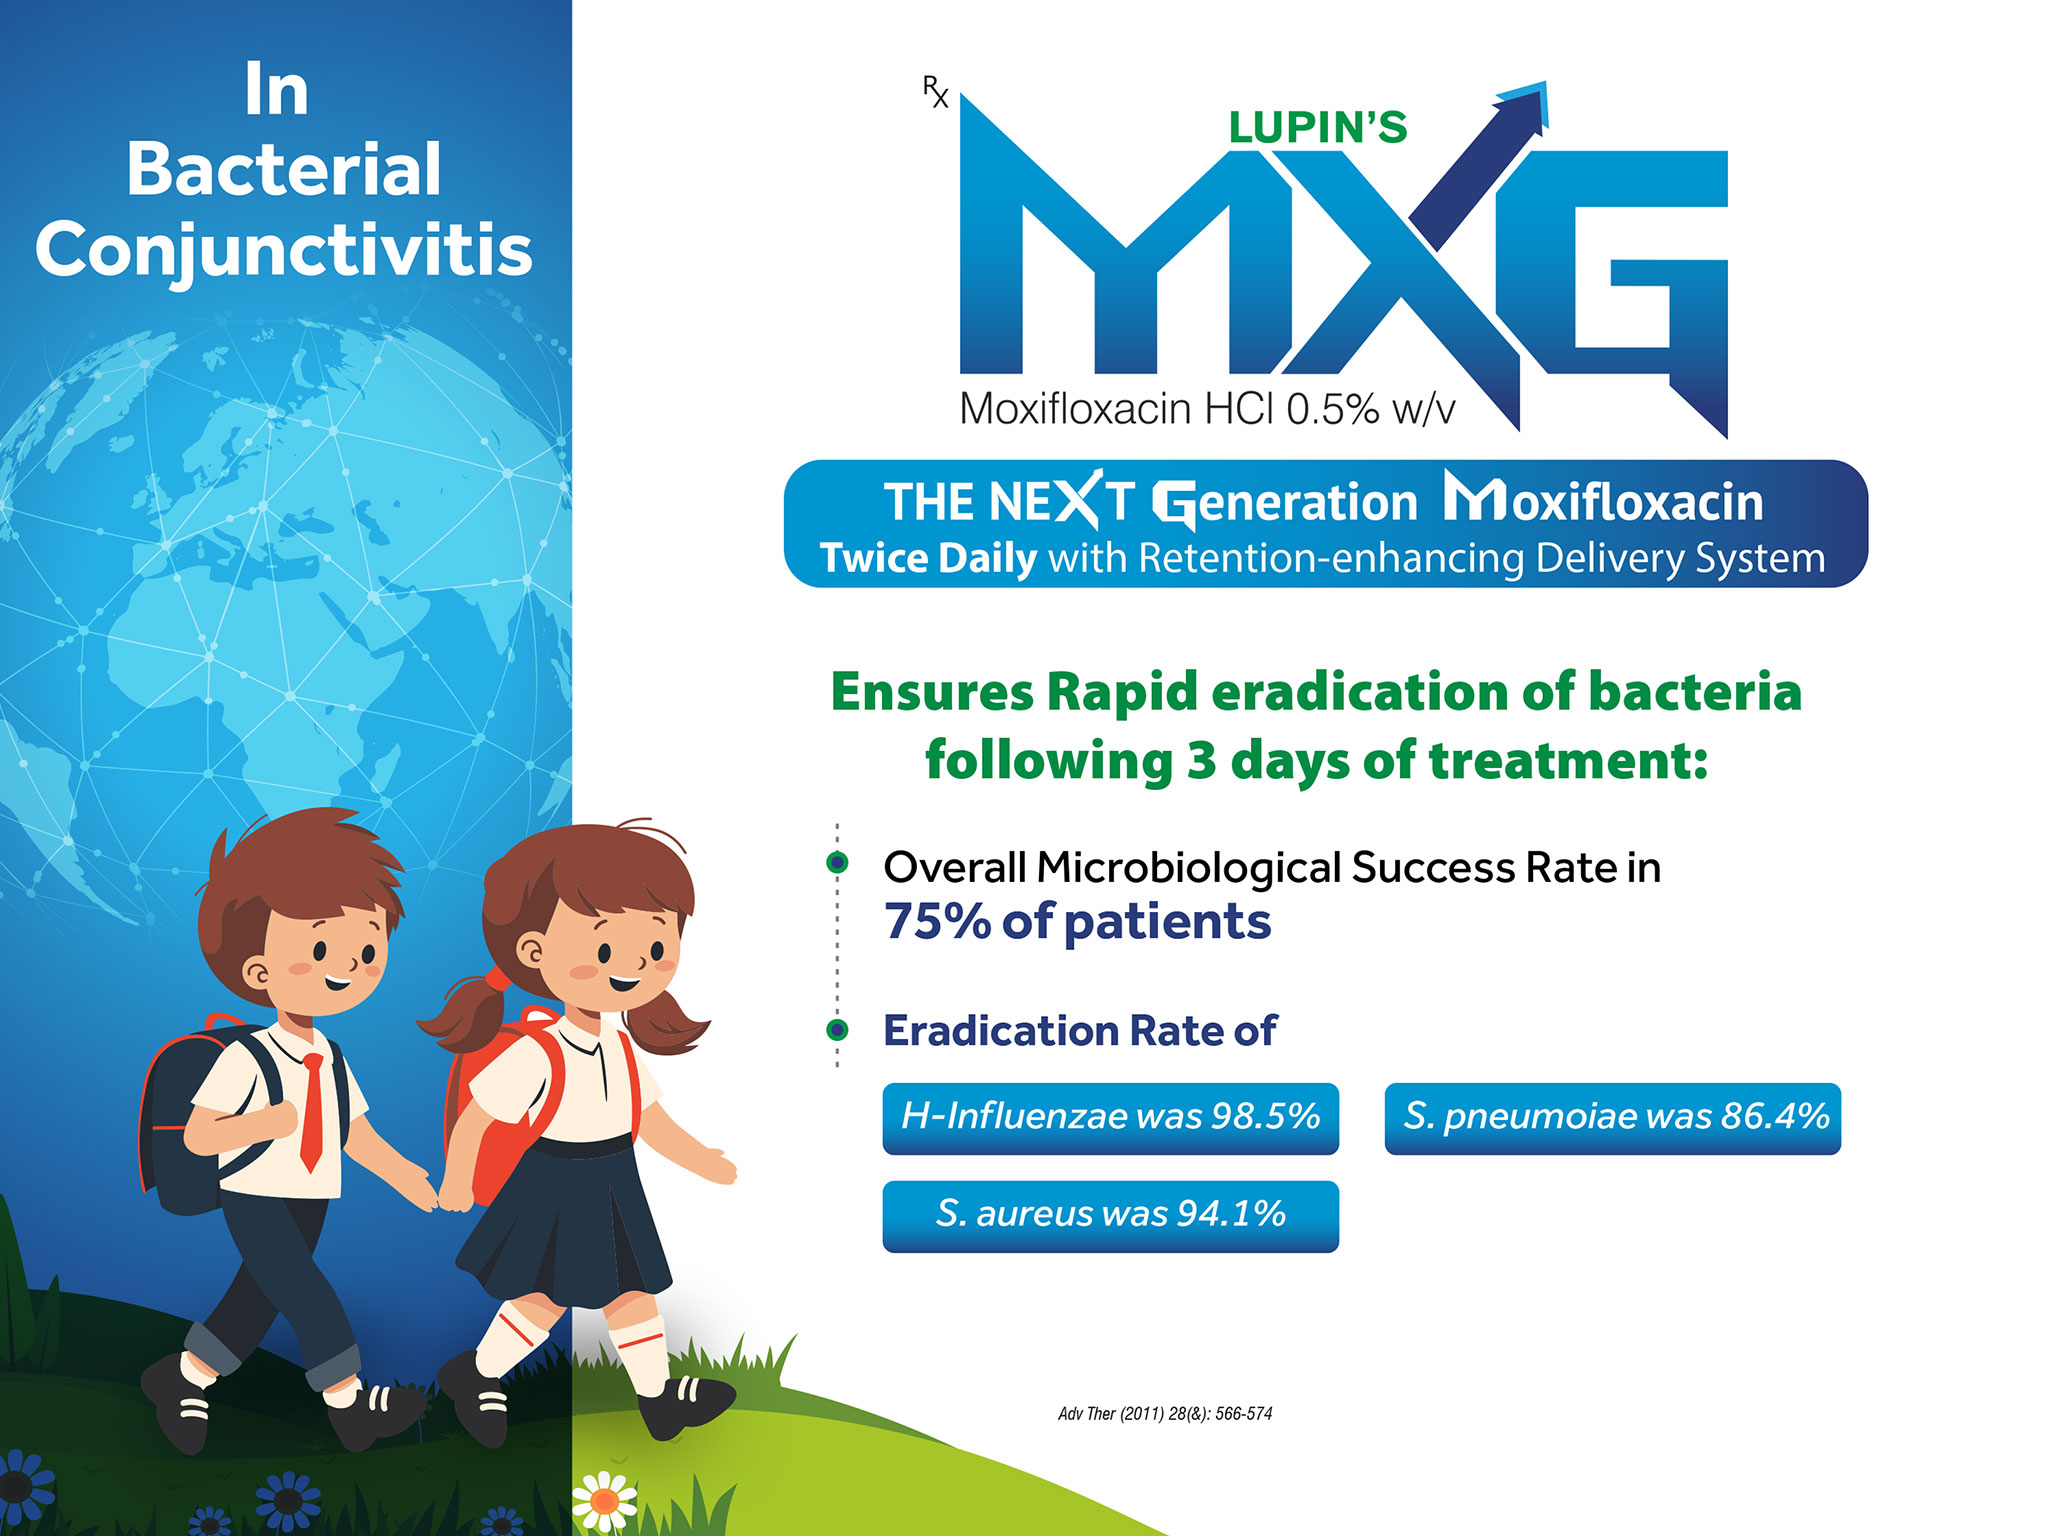 In
Bacterial
Conjunctivitis
Rx
LUPIN'S
MXG
Moxifloxacin HCl 0.5% w/v
THE NEXT Generation Moxifloxacin
Twice Daily with Retention-enhancing Delivery System
Ensures Rapid eradication of bacteria
following 3 days of treatment:
Overall Microbiological Success Rate in
75% of patients
Eradication Rate of
H-Influenzae was 98.5%
S. pneumoiae was 86.4%
S. aureus was 94.1%
Adv Ther (2011) 28(&): 566-574